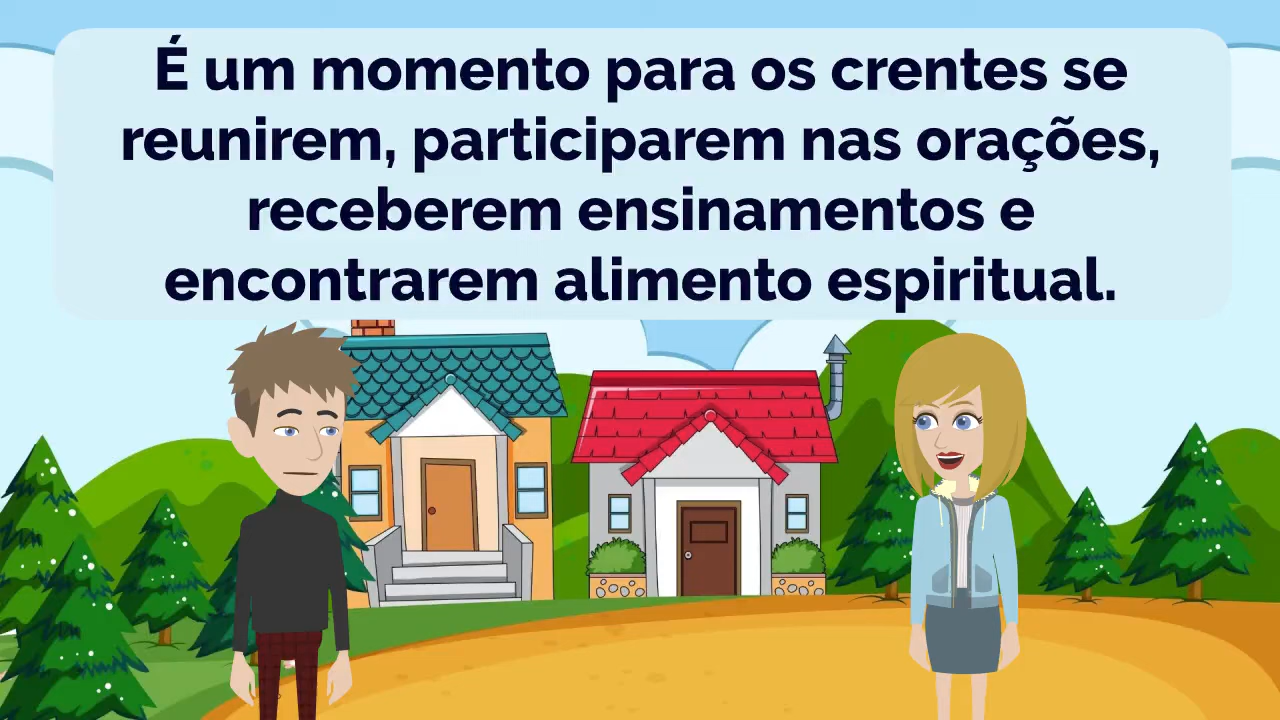 É um momento para os crentes se
reunirem, participarem nas orações,
receberem ensinamentos e
encontrarem alimento espiritual.